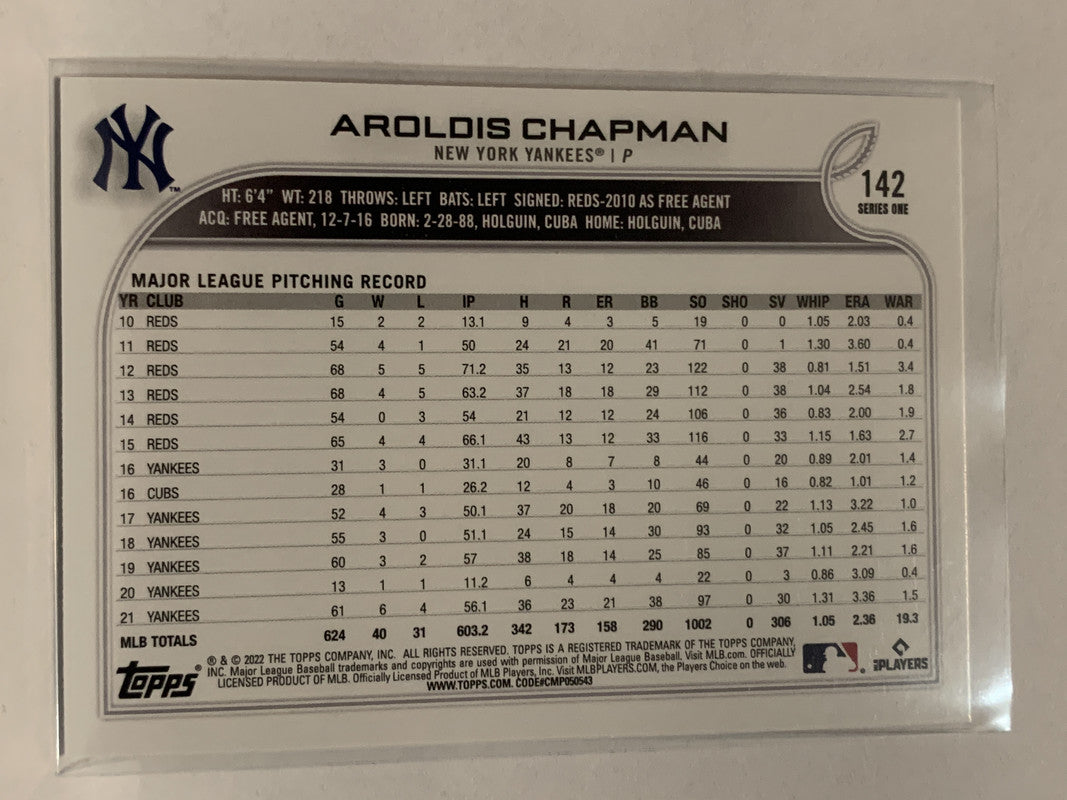 NY™
AROLDIS CHAPMAN
NEW YORK YANKEES® | P
142
SERIES ONE
HT: 6'4" WT: 218 THROWS: LEFT BATS: LEFT SIGNED: REDS-2010 AS FREE AGENT
ACQ: FREE AGENT, 12-7-16 BORN: 2-28-88, HOLGUIN, CUBA HOME: HOLGUIN, CUBA
MAJOR LEAGUE PITCHING RECORD
YR CLUB G W L IP H R ER BB SO SHO SV WHIP ERA WAR
10 REDS 15 2 2 13.1 9 4 3 5 19 0 0 1.05 2.03 0.4
11 REDS 54 4 1 50 24 21 20 41 71 0 1 1.30 3.60 0.4
12 REDS 68 5 5 71.2 35 13 12 23 122 0 38 0.81 1.51 3.4
13 REDS 68 4 5 63.2 37 18 18 29 112 0 38 1.04 2.54 1.8
14 REDS 54 0 3 54 21 12 12 24 106 0 36 0.83 2.00 1.9
15 REDS 65 4 4 66.1 43 13 12 33 116 0 33 1.15 1.63 2.7
16 YANKEES 31 3 0 31.1 20 8 7 8 44 0 20 0.89 2.01 1.4
16 CUBS 28 1 1 26.2 12 4 3 10 46 0 16 0.82 1.01 1.2
17 YANKEES 52 4 3 50.1 37 20 18 20 69 0 22 1.13 3.22 1.0
18 YANKEES 55 3 0 51.1 24 15 14 30 93 0 32 1.05 2.45 1.6
19 YANKEES 60 3 2 57 38 18 14 25 85 0 37 1.11 2.21 1.6
20 YANKEES 13 1 1 11.2 6 4 4 4 22 0 3 0.86 3.09 0.4
21 YANKEES 61 6 4 56.1 36 23 21 38 97 0 30 1.31 3.36 1.5
MLB TOTALS 624 40 31 603.2 342 173 158 290 1002 0 306 1.05 2.36 19.3
Topps®
® & © 2022 THE TOPPS COMPANY, INC. ALL RIGHTS RESERVED. TOPPS IS A REGISTERED TRADEMARK OF THE TOPPS COMPANY,
INC. Major League Baseball trademarks and copyrights are used with permission of Major League Baseball. Visit MLB.com. OFFICIALLY
LICENSED PRODUCT OF MLB. Officially Licensed Product of MLB Players, Inc. Visit MLBPLAYERS.COM, the Players Choice on the web.
WWW.TOPPS.COM. CODE#CMP050543
PLAYERS